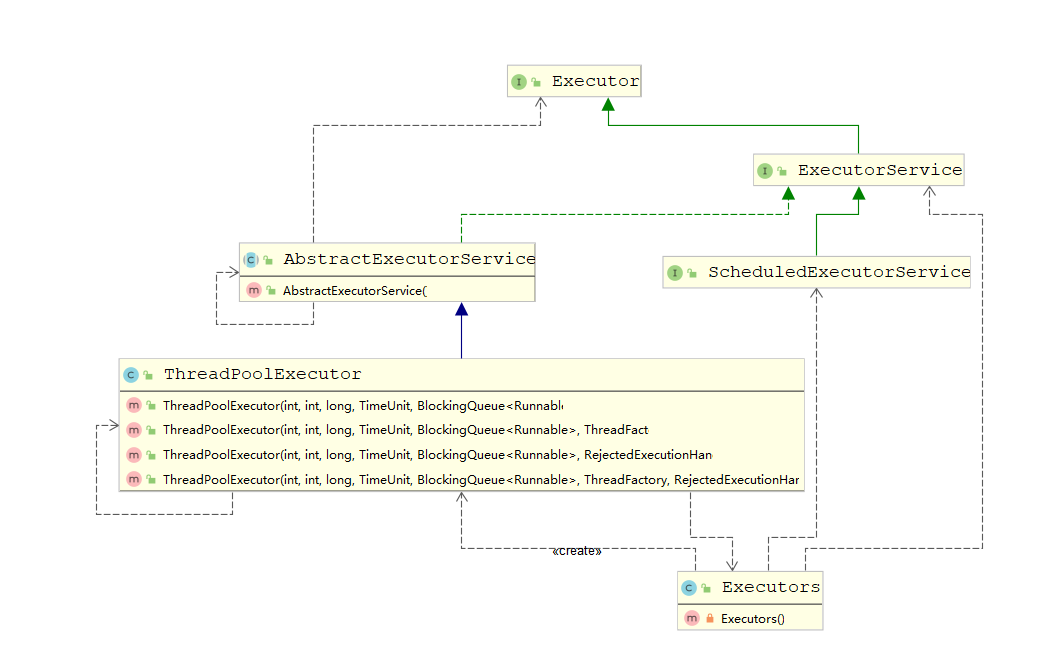 I Executor
I ExecutorService
C AbstractExecutorService
m AbstractExecutorService(
I ScheduledExecutorService
C ThreadPoolExecutor
m ThreadPoolExecutor(int, int, long, TimeUnit, BlockingQueue<Runnable
m ThreadPoolExecutor(int, int, long, TimeUnit, BlockingQueue<Runnable>, ThreadFact
m ThreadPoolExecutor(int, int, long, TimeUnit, BlockingQueue<Runnable>, RejectedExecutionHan
m ThreadPoolExecutor(int, int, long, TimeUnit, BlockingQueue<Runnable>, ThreadFactory, RejectedExecutionHan
«create»
C Executors
m Executors()